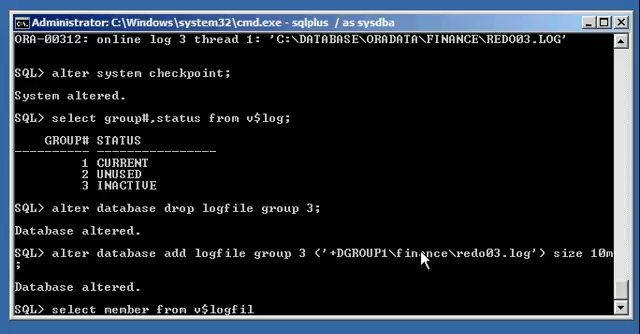 Administrator: C:\Windows\system32\cmd.exe - sqlplus  / as sysdba
ORA-00312: online log 3 thread 1: 'C:\DATABASE\ORADATA\FINANCE\REDO03.LOG'
SQL> alter system checkpoint;
System altered.
SQL> select group#,status from v$log;
GROUP# STATUS
---------- ----------------
1 CURRENT
2 UNUSED
3 INACTIVE
SQL> alter database drop logfile group 3;
Database altered.
SQL> alter database add logfile group 3 ('+DGROUP1\finance\redo03.log') size 10m
;
Database altered.
SQL> select member from v$logfil